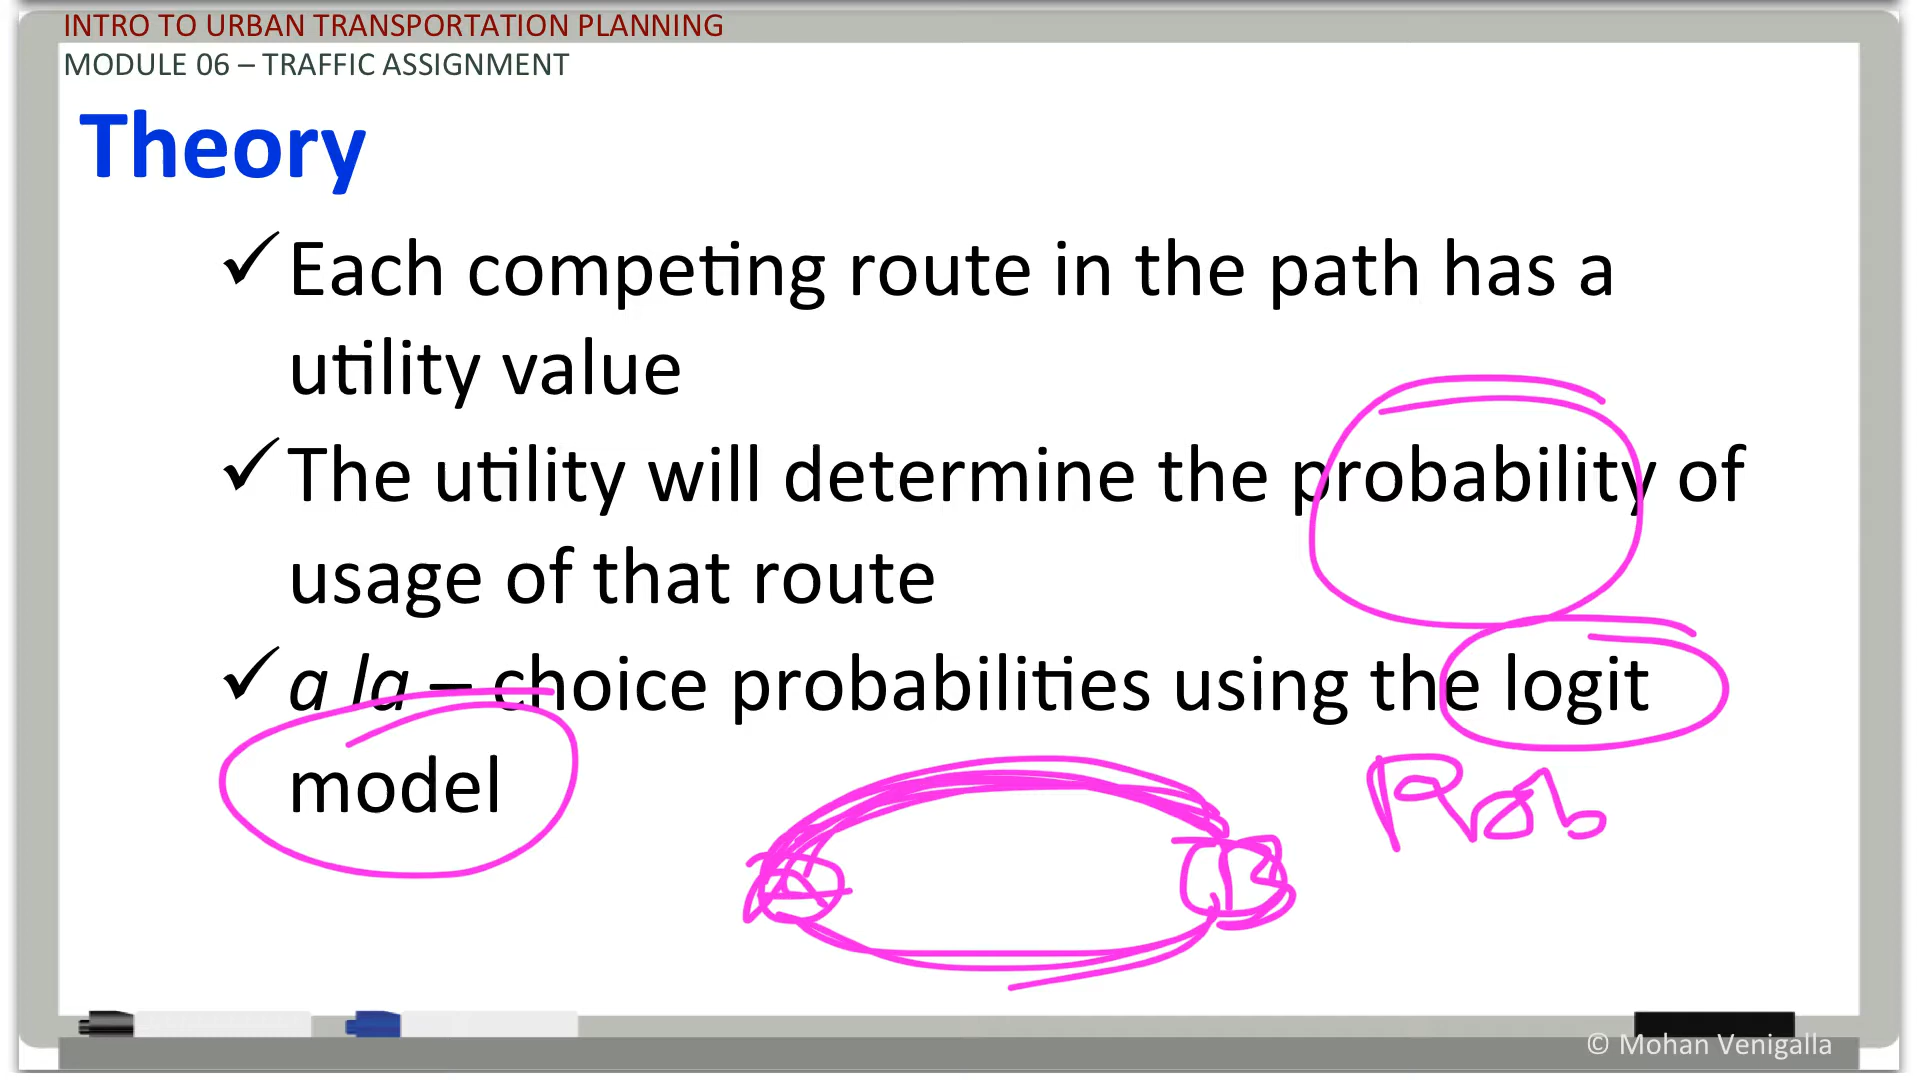 INTRO TO URBAN TRANSPORTATION PLANNING
MODULE 06 – TRAFFIC ASSIGNMENT
Theory
✓Each competing route in the path has a
utility value
✓The utility will determine the probability of
usage of that route
✓a la – choice probabilities using the logit
model
A
B
Prob
© Mohan Venigalla